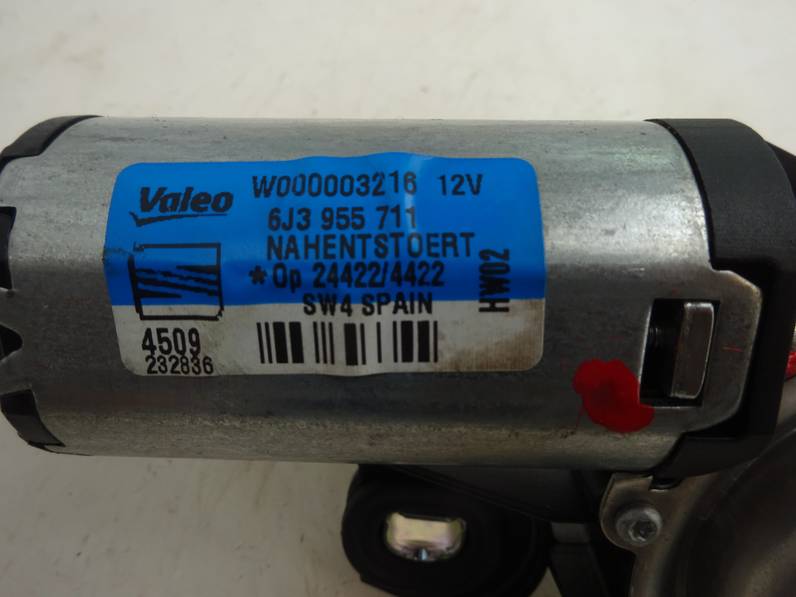 Valeo W000003216 12V
6J3 955 711
NAHENTSTOERT
*Op 24422/4422
SW4 SPAIN
HW02
4509
232836